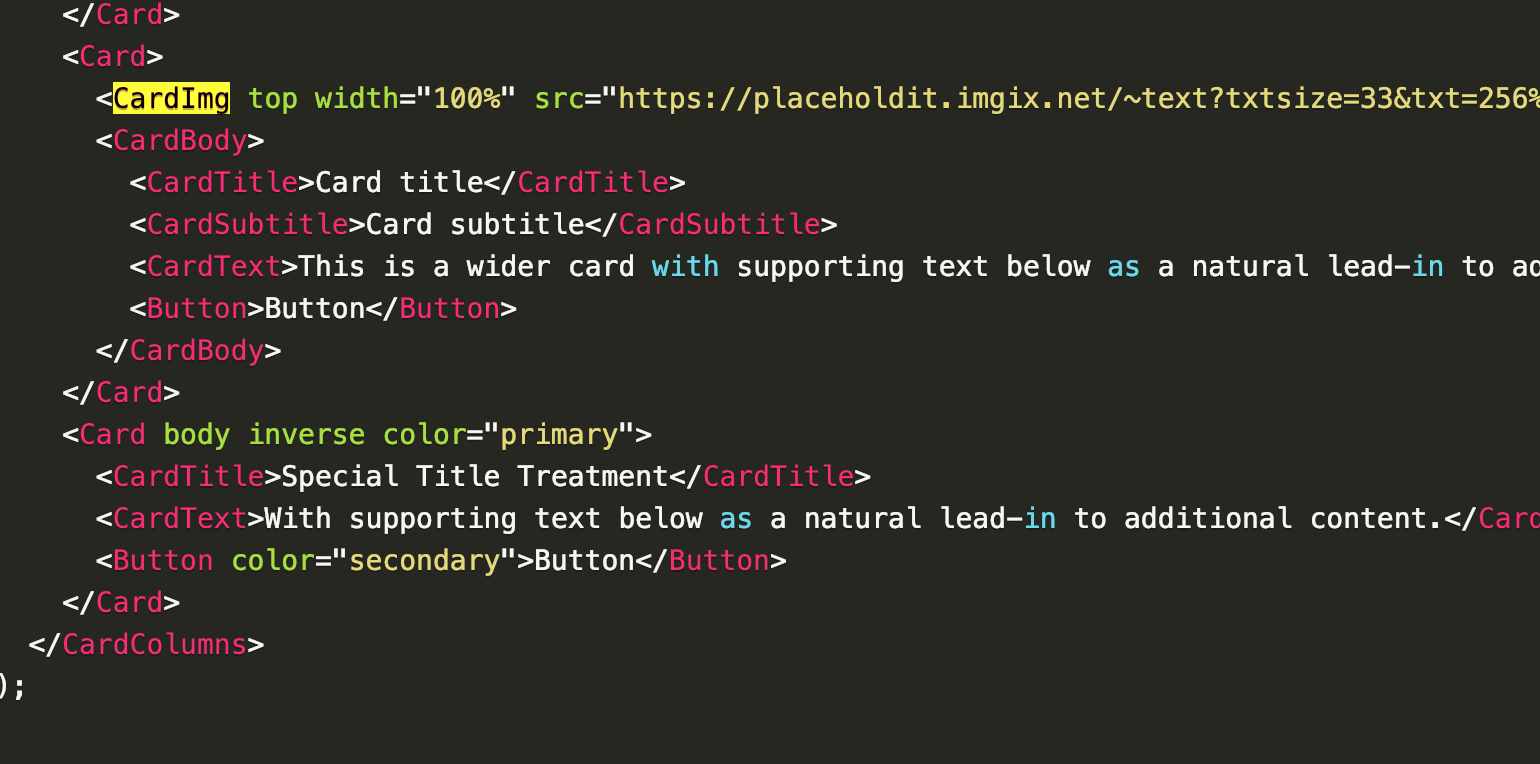 </Card>
<Card>
<CardImg top width="100%" src="https://placeholdit.imgix.net/~text?txtsize=33&txt=256%
<CardBody>
<CardTitle>Card title</CardTitle>
<CardSubtitle>Card subtitle</CardSubtitle>
<CardText>This is a wider card with supporting text below as a natural lead-in to ad
<Button>Button</Button>
</CardBody>
</Card>
<Card body inverse color="primary">
<CardTitle>Special Title Treatment</CardTitle>
<CardText>With supporting text below as a natural lead-in to additional content.</Card
<Button color="secondary">Button</Button>
</Card>
</CardColumns>
);